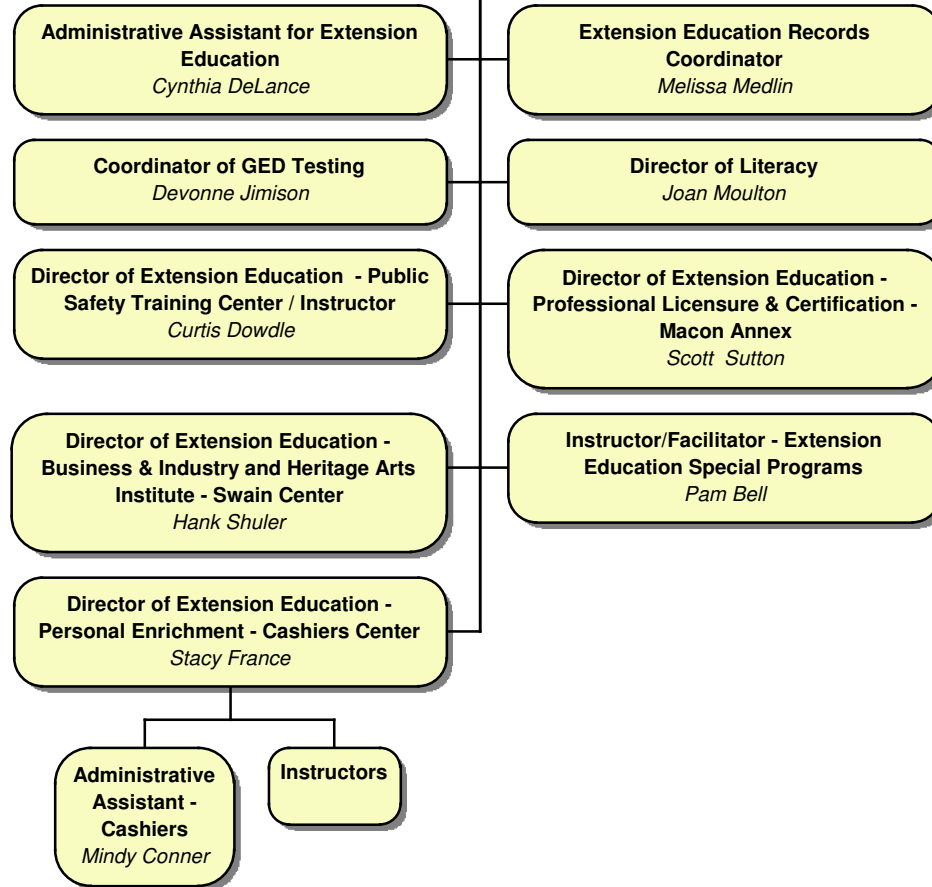 Administrative Assistant for Extension
Education
Cynthia DeLance
Extension Education Records
Coordinator
Melissa Medlin
Coordinator of GED Testing
Devonne Jimison
Director of Literacy
Joan Moulton
Director of Extension Education - Public
Safety Training Center / Instructor
Curtis Dowdle
Director of Extension Education -
Professional Licensure & Certification -
Macon Annex
Scott Sutton
Director of Extension Education -
Business & Industry and Heritage Arts
Institute - Swain Center
Hank Shuler
Instructor/Facilitator - Extension
Education Special Programs
Pam Bell
Director of Extension Education -
Personal Enrichment - Cashiers Center
Stacy France
Administrative
Assistant -
Cashiers
Mindy Conner
Instructors